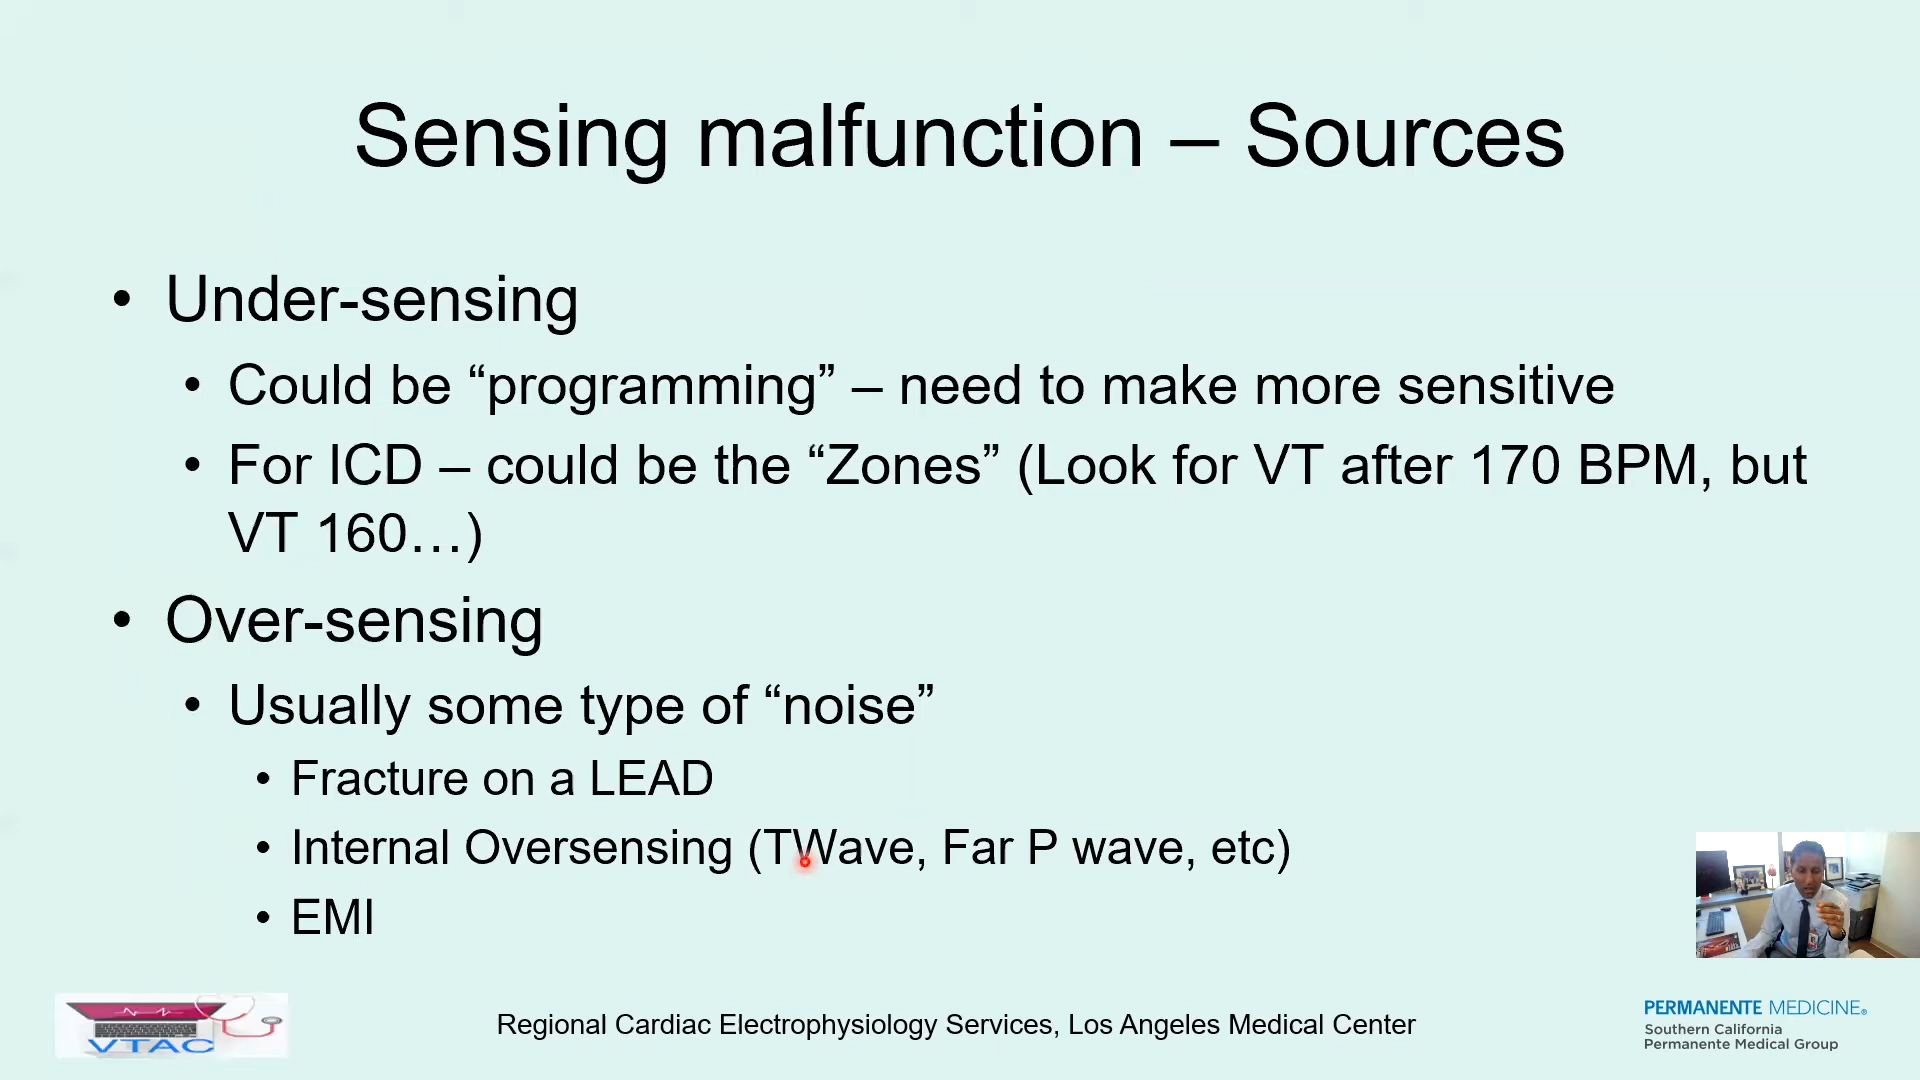 Sensing malfunction – Sources
• Under-sensing
• Could be “programming” – need to make more sensitive
• For ICD – could be the “Zones” (Look for VT after 170 BPM, but
VT 160…)
• Over-sensing
• Usually some type of “noise”
• Fracture on a LEAD
• Internal Oversensing (TWave, Far P wave, etc)
• EMI
VTAC
Regional Cardiac Electrophysiology Services, Los Angeles Medical Center
PERMANENTE MEDICINE®
Southern California
Permanente Medical Group